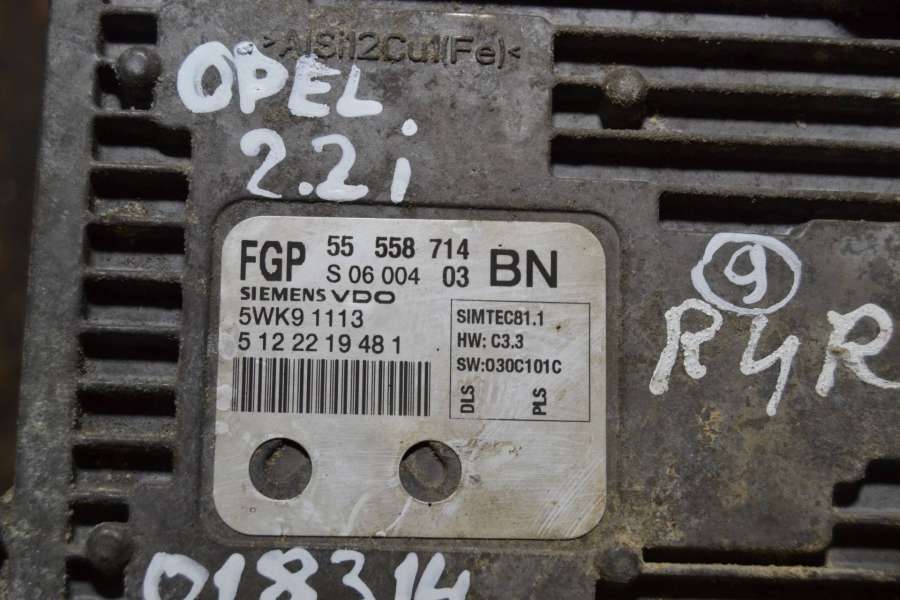 >AlSi12Cu1(Fe)<
OPEL
2.2i
FGP 55 558 714 BN
S 06 004 03
SIEMENS VDO
5WK9 1113
5 12 22 19 48 1
SIMTEC81.1
HW: C3.3
SW:030C101C
DLS PLS
9
R4R
018314